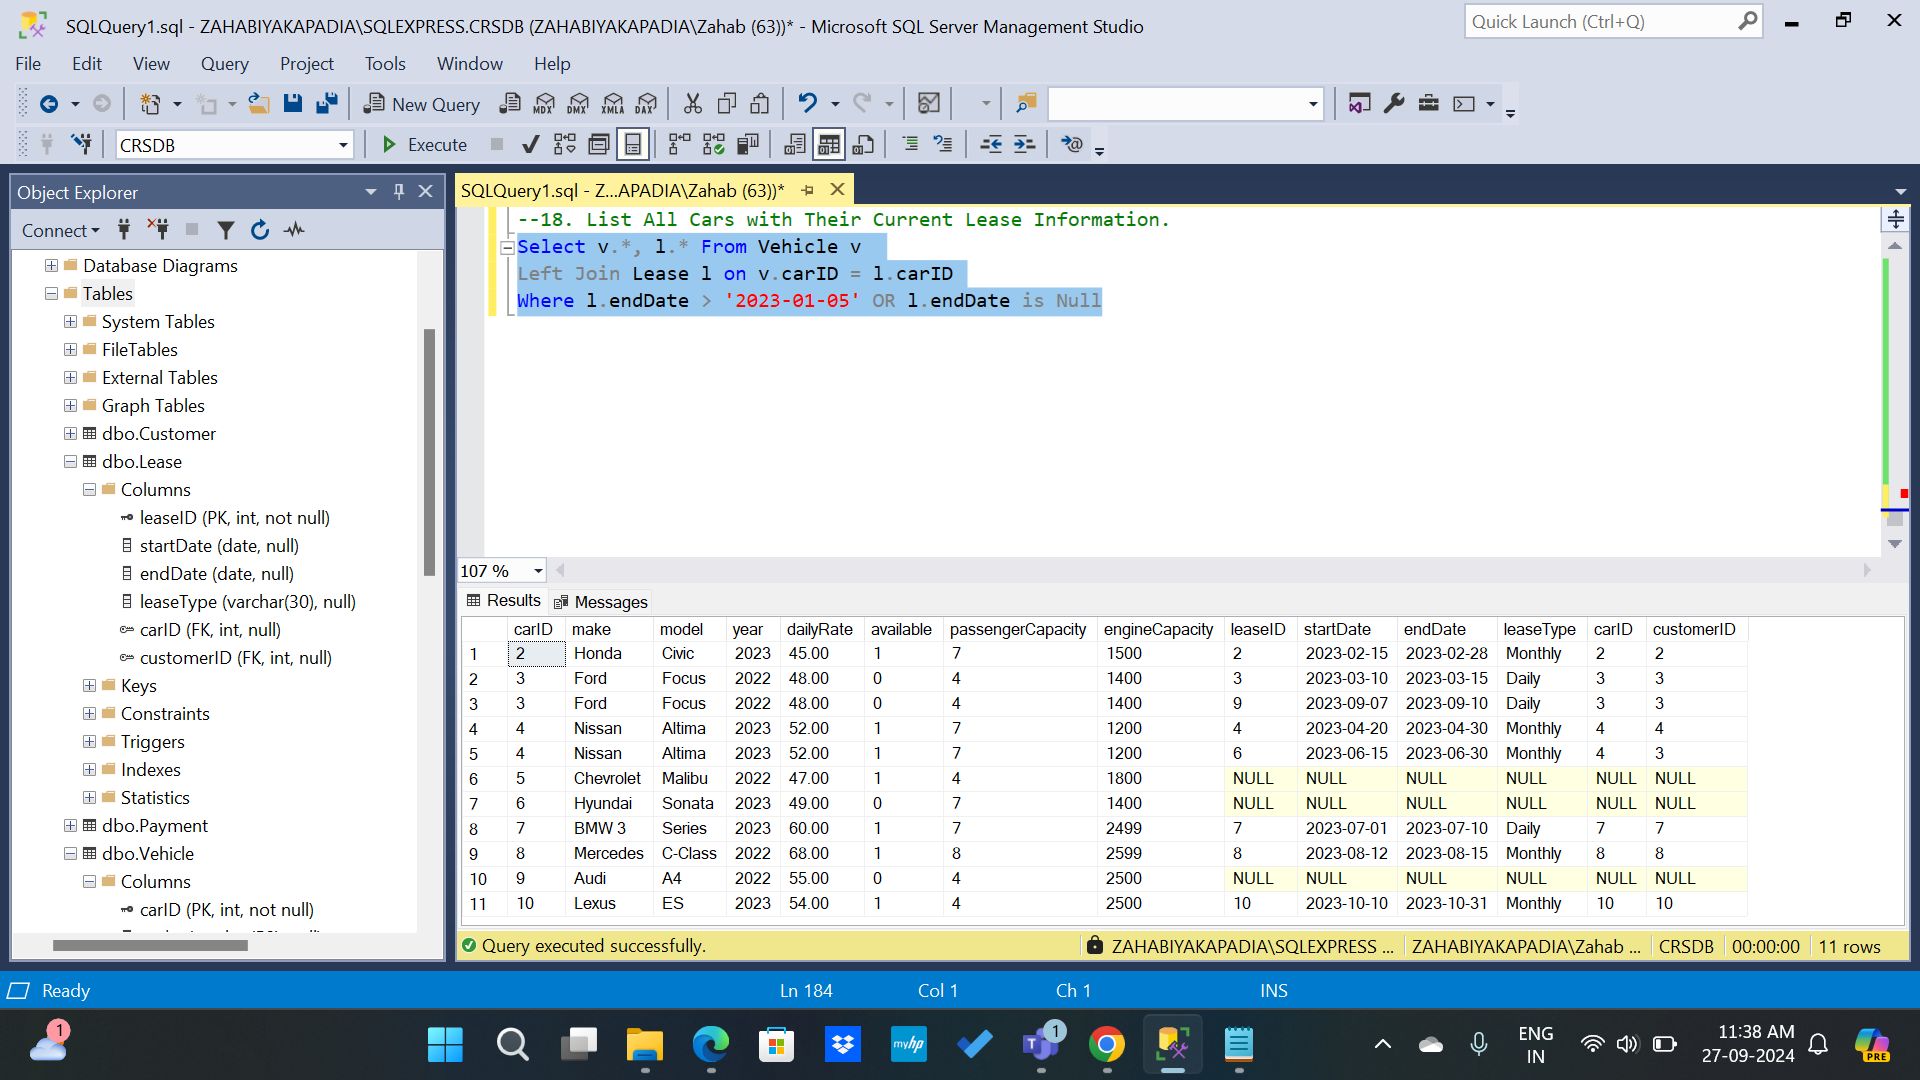 SQLQuery1.sql - ZAHABIYAKAPADIA\SQLEXPRESS.CRSDB (ZAHABIYAKAPADIA\Zahab (63))* - Microsoft SQL Server Management Studio
Quick Launch (Ctrl+Q)
File Edit View Query Project Tools Window Help
New Query MDX DMX XMLA DAX
CRSDB Execute
Object Explorer
Connect
Database Diagrams
Tables
System Tables
FileTables
External Tables
Graph Tables
dbo.Customer
dbo.Lease
Columns
leaseID (PK, int, not null)
startDate (date, null)
endDate (date, null)
leaseType (varchar(30), null)
carID (FK, int, null)
customerID (FK, int, null)
Keys
Constraints
Triggers
Indexes
Statistics
dbo.Payment
dbo.Vehicle
Columns
carID (PK, int, not null)
SQLQuery1.sql - Z...APADIA\Zahab (63))*
--18. List All Cars with Their Current Lease Information.
Select v.*, l.* From Vehicle v
Left Join Lease l on v.carID = l.carID
Where l.endDate > '2023-01-05' OR l.endDate is Null
107 %
Results Messages
carID make model year dailyRate available passengerCapacity engineCapacity leaseID startDate endDate leaseType carID customerID
1 2 Honda Civic 2023 45.00 1 7 1500 2 2023-02-15 2023-02-28 Monthly 2 2
2 3 Ford Focus 2022 48.00 0 4 1400 3 2023-03-10 2023-03-15 Daily 3 3
3 3 Ford Focus 2022 48.00 0 4 1400 9 2023-09-07 2023-09-10 Daily 3 3
4 4 Nissan Altima 2023 52.00 1 7 1200 4 2023-04-20 2023-04-30 Monthly 4 4
5 4 Nissan Altima 2023 52.00 1 7 1200 6 2023-06-15 2023-06-30 Monthly 4 3
6 5 Chevrolet Malibu 2022 47.00 1 4 1800 NULL NULL NULL NULL NULL NULL
7 6 Hyundai Sonata 2023 49.00 0 7 1400 NULL NULL NULL NULL NULL NULL
8 7 BMW 3 Series 2023 60.00 1 7 2499 7 2023-07-01 2023-07-10 Daily 7 7
9 8 Mercedes C-Class 2022 68.00 1 8 2599 8 2023-08-12 2023-08-15 Monthly 8 8
10 9 Audi A4 2022 55.00 0 4 2500 NULL NULL NULL NULL NULL NULL
11 10 Lexus ES 2023 54.00 1 4 2500 10 2023-10-10 2023-10-31 Monthly 10 10
Query executed successfully. ZAHABIYAKAPADIA\SQLEXPRESS ... ZAHABIYAKAPADIA\Zahab ... CRSDB 00:00:00 11 rows
Ready Ln 184 Col 1 Ch 1 INS
1 myhp 1 ENG IN 11:38 AM 27-09-2024 PRE